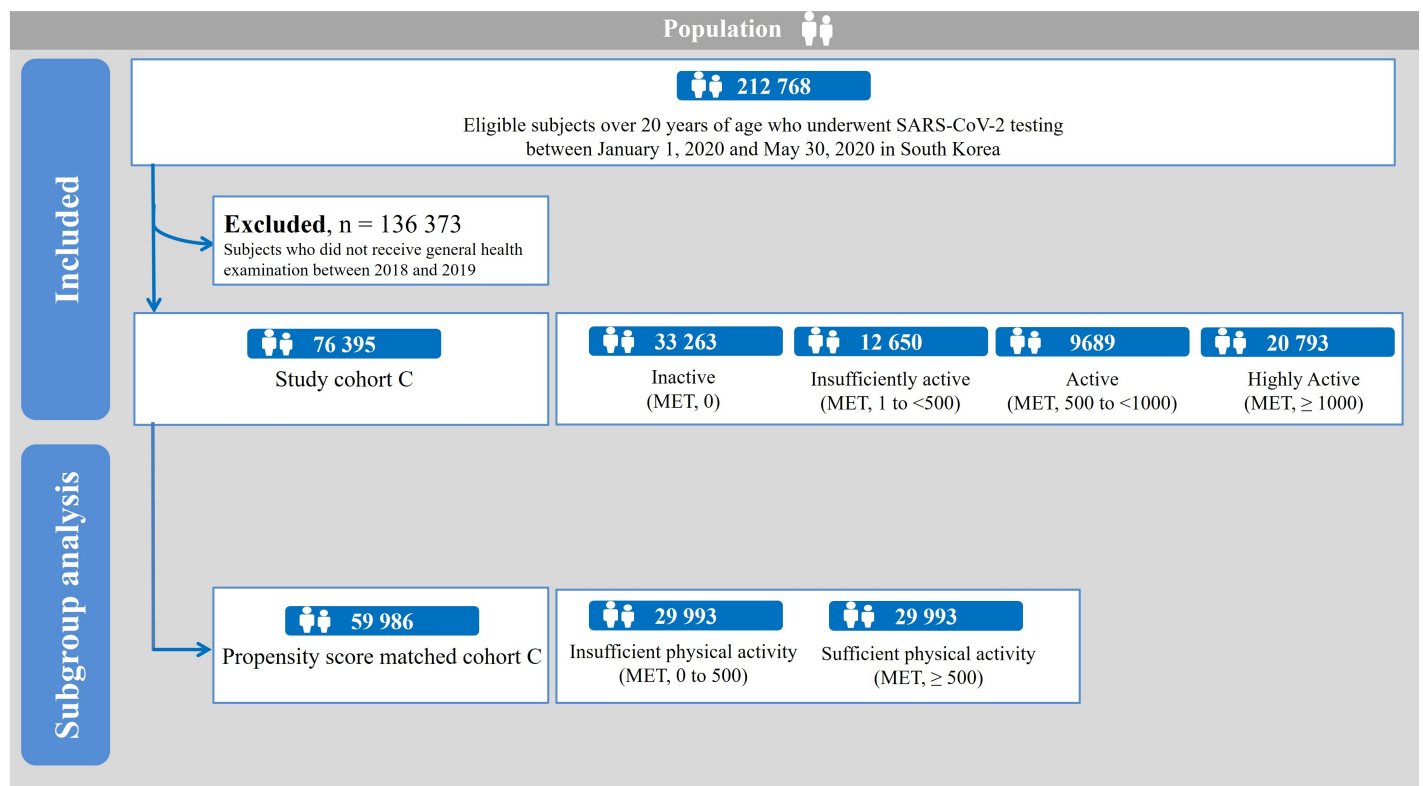 Population
Included
212 768
Eligible subjects over 20 years of age who underwent SARS-CoV-2 testing
between January 1, 2020 and May 30, 2020 in South Korea
Excluded, n = 136 373
Subjects who did not receive general health
examination between 2018 and 2019
76 395
Study cohort C
33 263
Inactive
(MET, 0)
12 650
Insufficiently active
(MET, 1 to <500)
9689
Active
(MET, 500 to <1000)
20 793
Highly Active
(MET, ≥ 1000)
Subgroup analysis
59 986
Propensity score matched cohort C
29 993
Insufficient physical activity
(MET, 0 to 500)
29 993
Sufficient physical activity
(MET, ≥ 500)